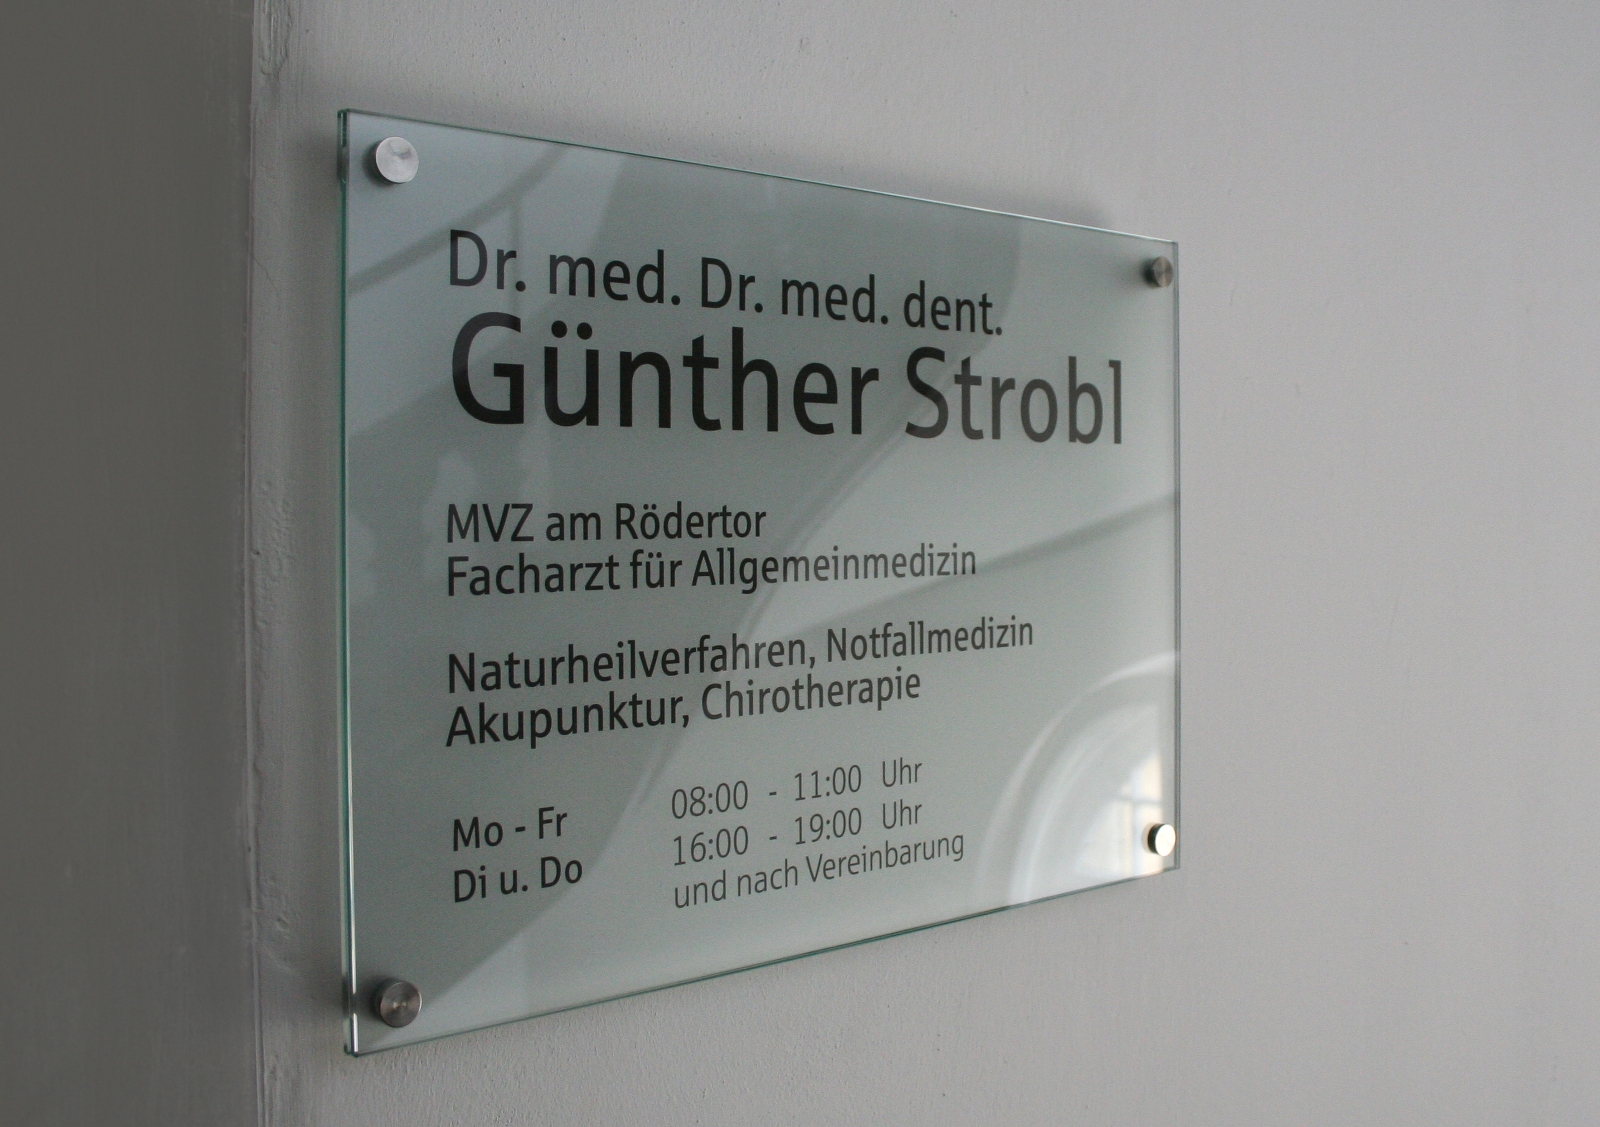 Dr. med. Dr. med. dent.
Günther Strobl
MVZ am Rödertor
Facharzt für Allgemeinmedizin
Naturheilverfahren, Notfallmedizin
Akupunktur, Chirotherapie
Mo - Fr 08:00 - 11:00 Uhr
Di u. Do 16:00 - 19:00 Uhr
und nach Vereinbarung